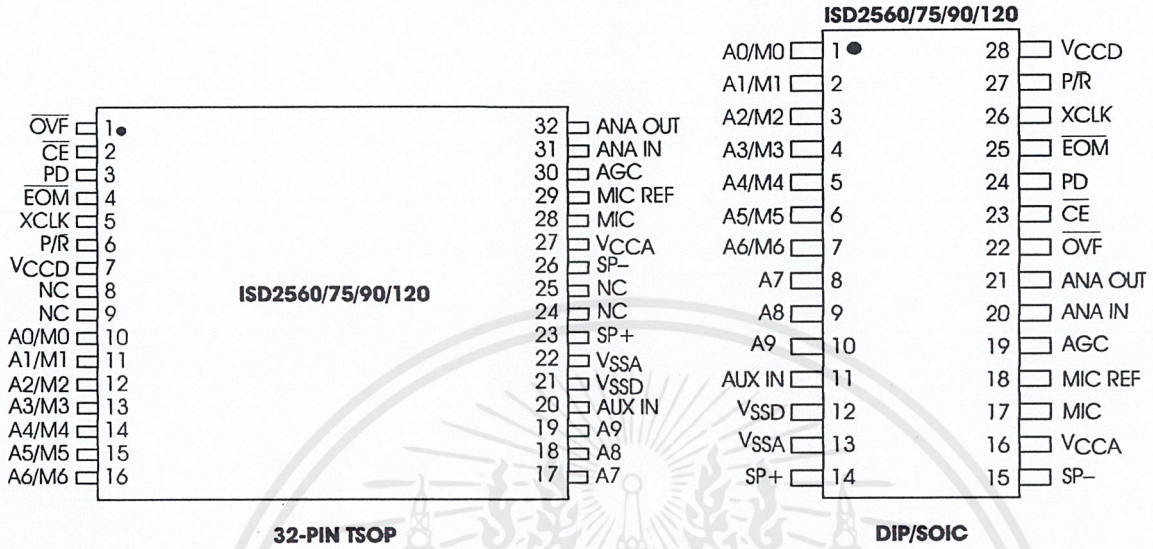 ISD2560/75/90/120
OVF 1 32 ANA OUT
CE 2 31 ANA IN
PD 3 30 AGC
EOM 4 29 MIC REF
XCLK 5 28 MIC
P/R 6 27 VCCA
VCCD 7 26 SP–
NC 8 25 NC
NC 9 24 NC
A0/M0 10 23 SP+
A1/M1 11 22 VSSA
A2/M2 12 21 VSSD
A3/M3 13 20 AUX IN
A4/M4 14 19 A9
A5/M5 15 18 A8
A6/M6 16 17 A7
ISD2560/75/90/120
32-PIN TSOP
A0/M0 1 28 VCCD
A1/M1 2 27 P/R
A2/M2 3 26 XCLK
A3/M3 4 25 EOM
A4/M4 5 24 PD
A5/M5 6 23 CE
A6/M6 7 22 OVF
A7 8 21 ANA OUT
A8 9 20 ANA IN
A9 10 19 AGC
AUX IN 11 18 MIC REF
VSSD 12 17 MIC
VSSA 13 16 VCCA
SP+ 14 15 SP–
DIP/SOIC